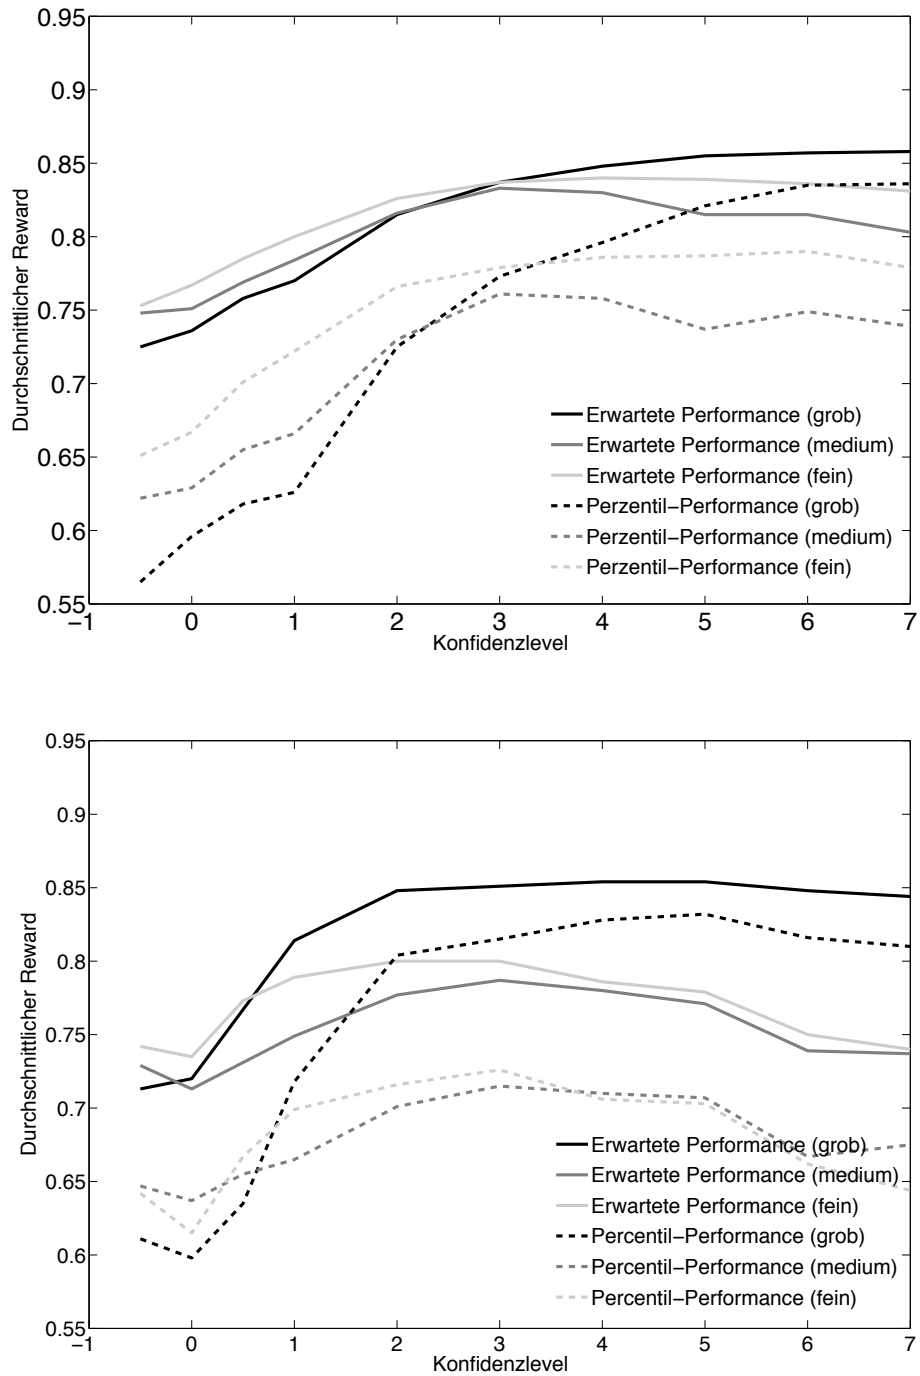 0.95
0.9
0.85
0.8
0.75
0.7
0.65
0.6
0.55
Durchschnittlicher Reward
Erwartete Performance (grob)
Erwartete Performance (medium)
Erwartete Performance (fein)
Perzentil−Performance (grob)
Perzentil−Performance (medium)
Perzentil−Performance (fein)
−1 0 1 2 3 4 5 6 7
Konfidenzlevel
0.95
0.9
0.85
0.8
0.75
0.7
0.65
0.6
0.55
Durchschnittlicher Reward
Erwartete Performance (grob)
Erwartete Performance (medium)
Erwartete Performance (fein)
Percentil−Performance (grob)
Percentil−Performance (medium)
Percentil−Performance (fein)
−1 0 1 2 3 4 5 6 7
Konfidenzlevel